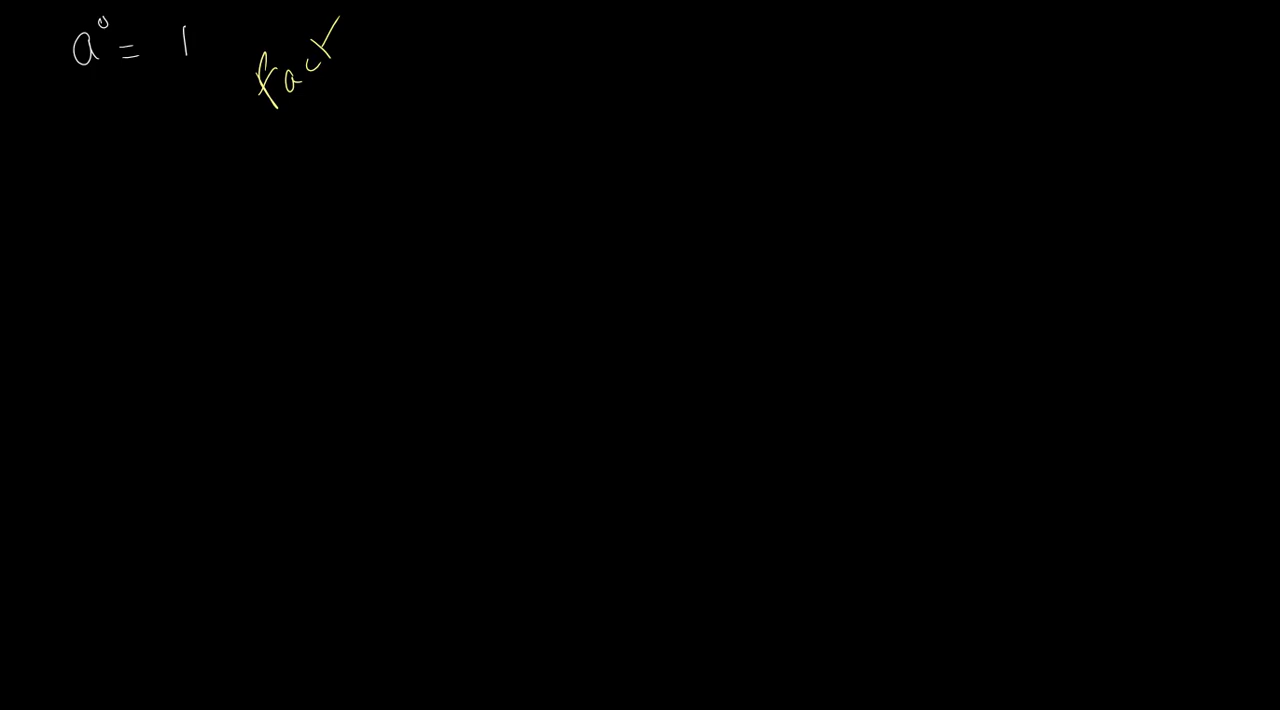 a⁰ = 1 fact